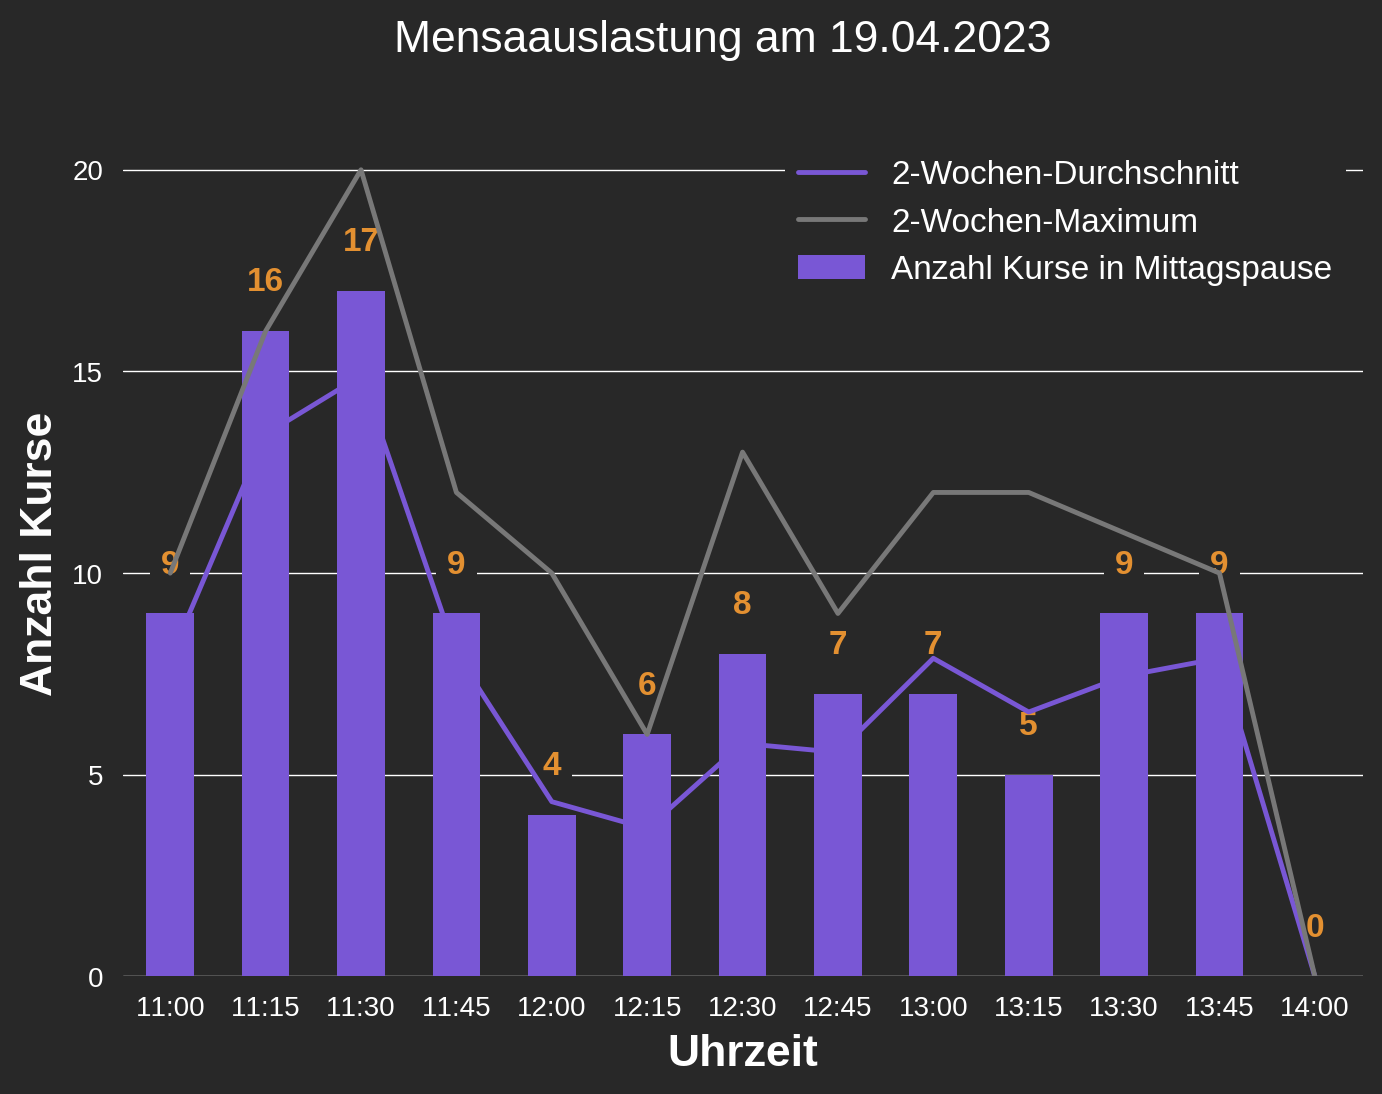 Mensaauslastung am 19.04.2023
2-Wochen-Durchschnitt
2-Wochen-Maximum
Anzahl Kurse in Mittagspause
Anzahl Kurse
20
15
10
5
0
9
16
17
9
4
6
8
7
7
5
9
9
0
11:00 11:15 11:30 11:45 12:00 12:15 12:30 12:45 13:00 13:15 13:30 13:45 14:00
Uhrzeit